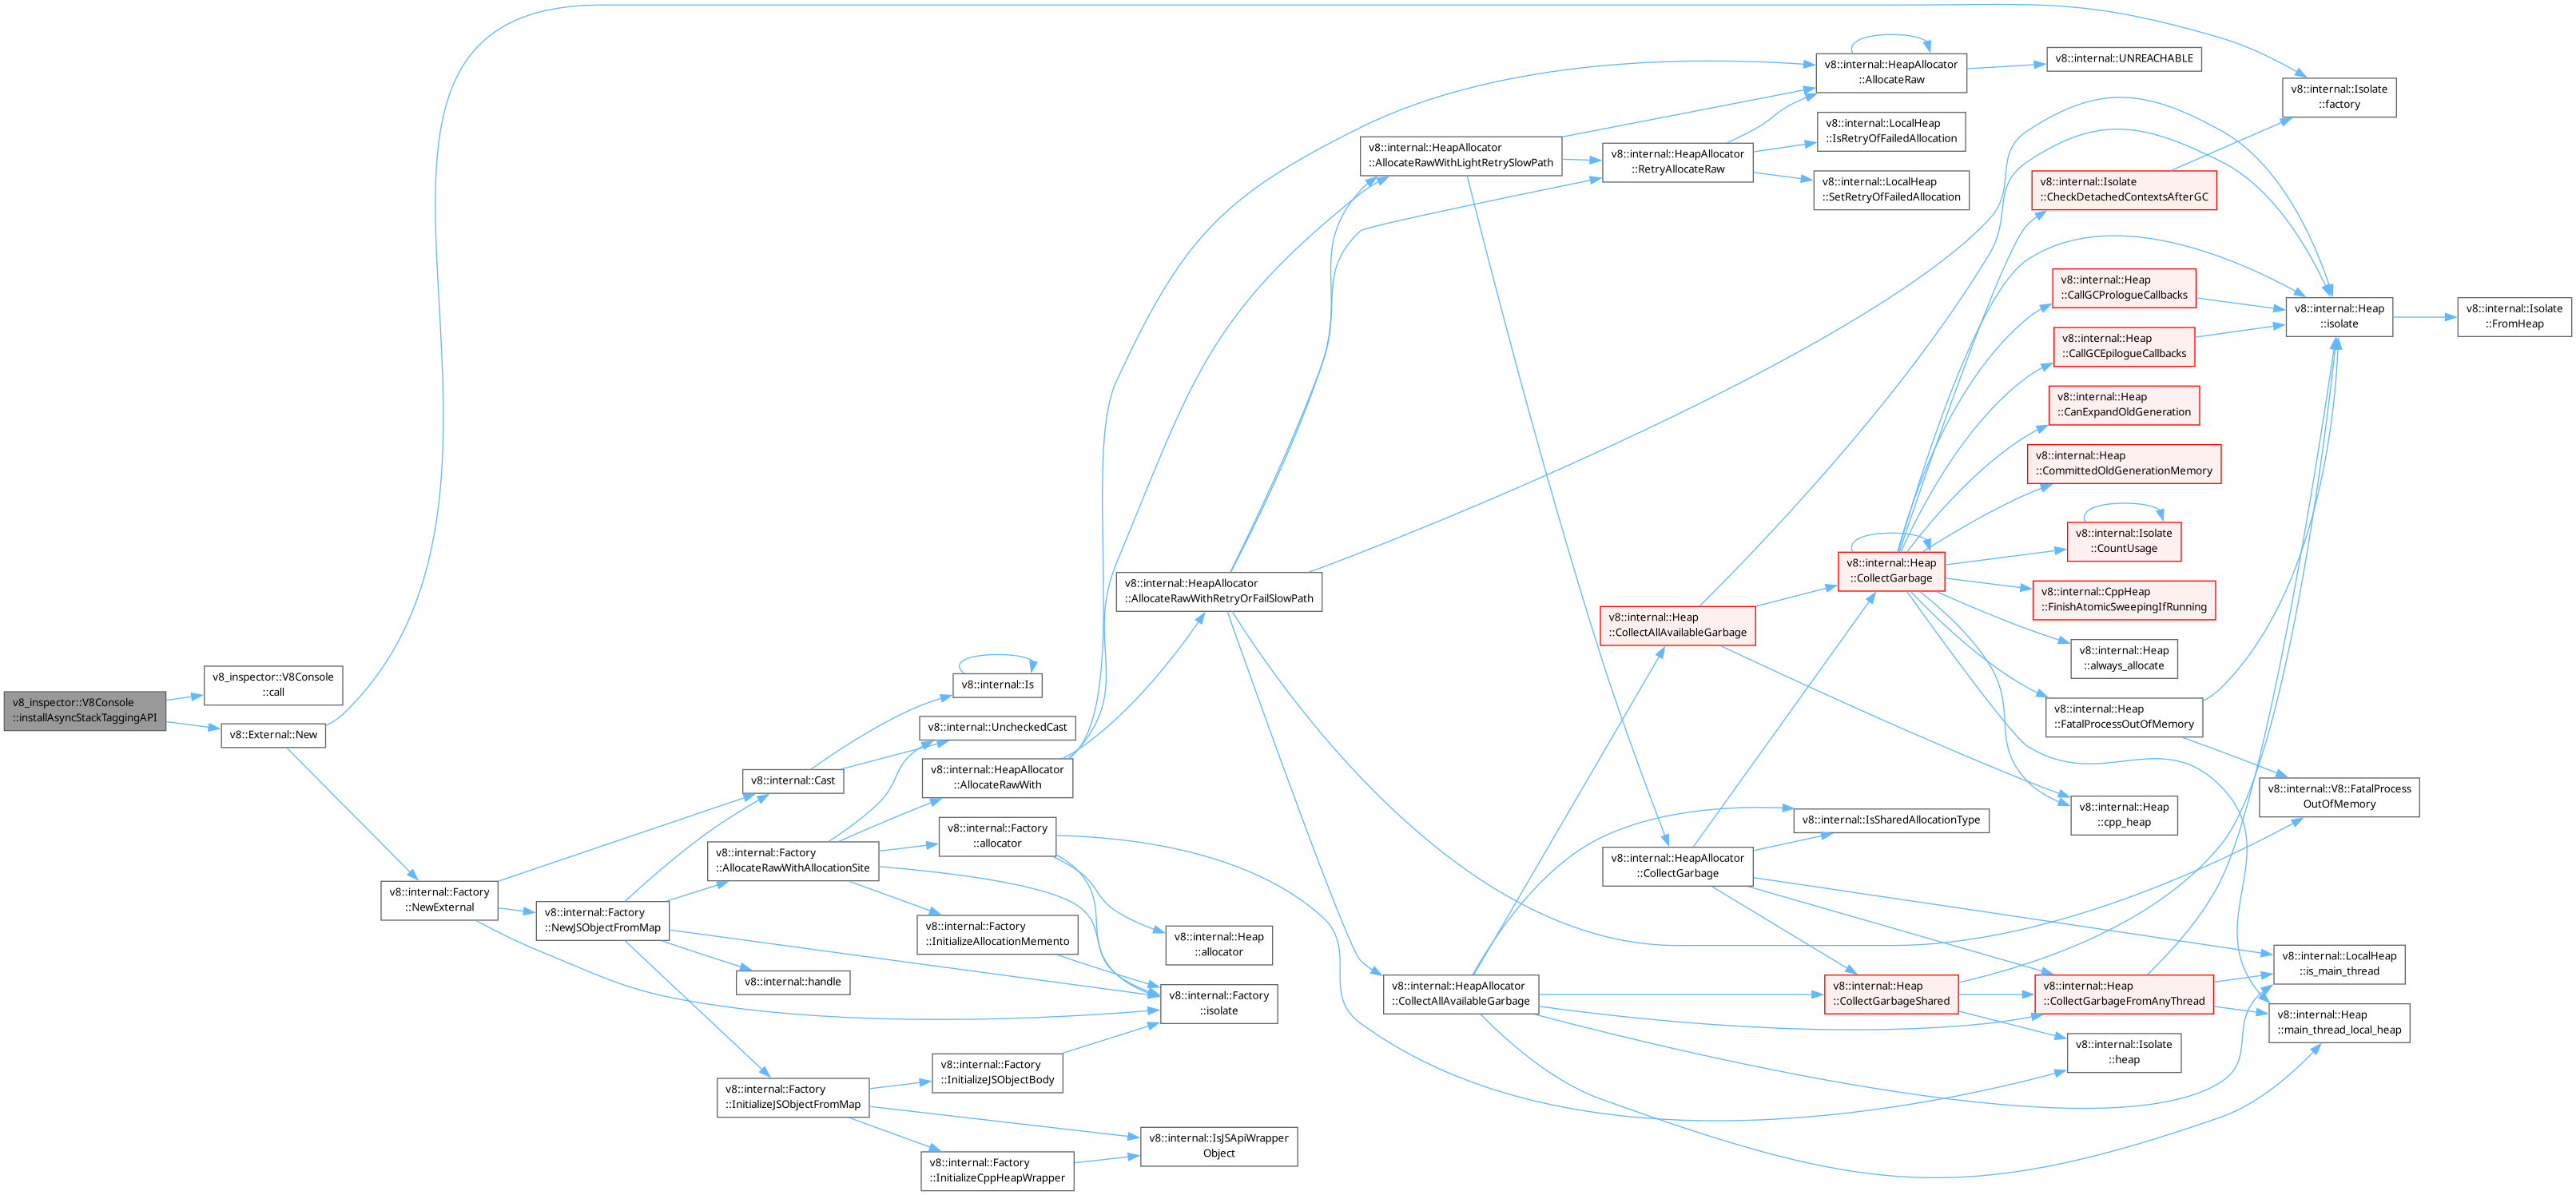 v8_inspector::V8Console
::installAsyncStackTaggingAPI
v8_inspector::V8Console
::call
v8::External::New
v8::internal::Factory
::NewExternal
v8::internal::Cast
v8::internal::Factory
::NewJSObjectFromMap
v8::internal::Is
v8::internal::UncheckedCast
v8::internal::Factory
::AllocateRawWithAllocationSite
v8::internal::handle
v8::internal::Factory
::InitializeJSObjectFromMap
v8::internal::HeapAllocator
::AllocateRawWith
v8::internal::Factory
::allocator
v8::internal::Factory
::InitializeAllocationMemento
v8::internal::Factory
::InitializeJSObjectBody
v8::internal::Factory
::InitializeCppHeapWrapper
v8::internal::HeapAllocator
::AllocateRawWithRetryOrFailSlowPath
v8::internal::Heap
::allocator
v8::internal::Factory
::isolate
v8::internal::IsJSApiWrapper
Object
v8::internal::HeapAllocator
::AllocateRawWithLightRetrySlowPath
v8::internal::HeapAllocator
::CollectAllAvailableGarbage
v8::internal::HeapAllocator
::RetryAllocateRaw
v8::internal::Heap
::CollectAllAvailableGarbage
v8::internal::HeapAllocator
::CollectGarbage
v8::internal::HeapAllocator
::AllocateRaw
v8::internal::LocalHeap
::IsRetryOfFailedAllocation
v8::internal::LocalHeap
::SetRetryOfFailedAllocation
v8::internal::Heap
::CollectGarbage
v8::internal::IsSharedAllocationType
v8::internal::Heap
::CollectGarbageShared
v8::internal::UNREACHABLE
v8::internal::Isolate
::CheckDetachedContextsAfterGC
v8::internal::Heap
::CallGCPrologueCallbacks
v8::internal::Heap
::CallGCEpilogueCallbacks
v8::internal::Heap
::CanExpandOldGeneration
v8::internal::Heap
::CommittedOldGenerationMemory
v8::internal::Isolate
::CountUsage
v8::internal::CppHeap
::FinishAtomicSweepingIfRunning
v8::internal::Heap
::always_allocate
v8::internal::Heap
::FatalProcessOutOfMemory
v8::internal::Heap
::cpp_heap
v8::internal::Heap
::CollectGarbageFromAnyThread
v8::internal::Isolate
::heap
v8::internal::Isolate
::factory
v8::internal::Heap
::isolate
v8::internal::V8::FatalProcess
OutOfMemory
v8::internal::LocalHeap
::is_main_thread
v8::internal::Heap
::main_thread_local_heap
v8::internal::Isolate
::FromHeap